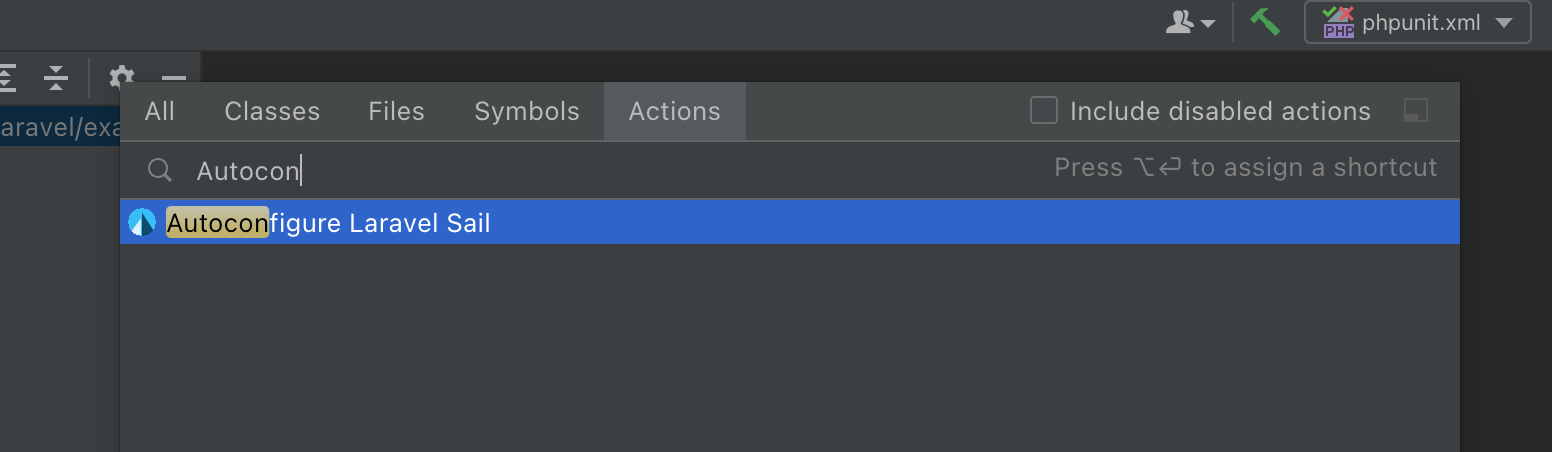 phpunit.xml
PHP
aravel/exa
All Classes Files Symbols Actions Include disabled actions
Autocon Press ⌥⏎ to assign a shortcut
Autoconfigure Laravel Sail